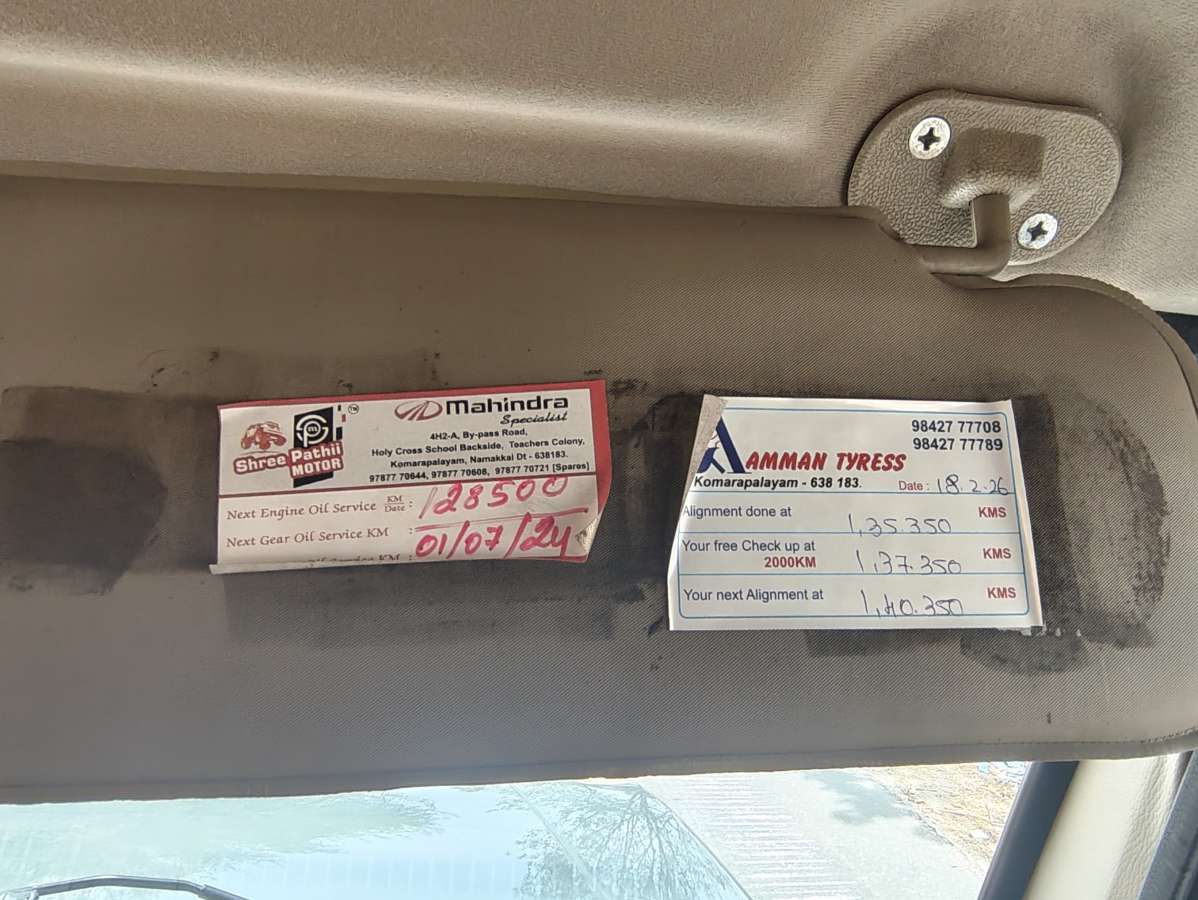 Shree Pathii
MOTOR
TM
Mahindra
Specialist
4H2-A, By-pass Road,
Holy Cross School Backside, Teachers Colony,
Komarapalayam, Namakkal Dt - 638183.
97877 70644, 97877 70608, 97877 70721 [Spares]
Next Engine Oil Service KM/Date : 128500
Next Gear Oil Service KM : 01/07/24
98427 77708
98427 77789
AMMAN TYRESS
Komarapalayam - 638 183.
Date : 18.2.26
Alignment done at 1,35.350 KMS
Your free Check up at
2000KM 1,37.350 KMS
Your next Alignment at 1,40.350 KMS